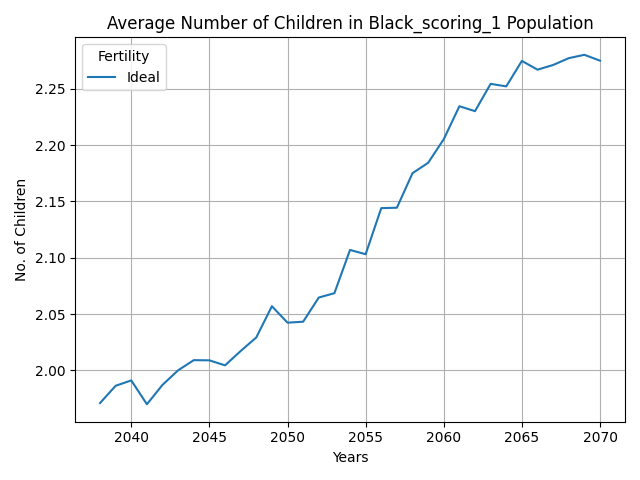 Average Number of Children in Black_scoring_1 Population
Fertility
Ideal
2.25
2.20
2.15
2.10
2.05
2.00
No. of Children
2040 2045 2050 2055 2060 2065 2070
Years